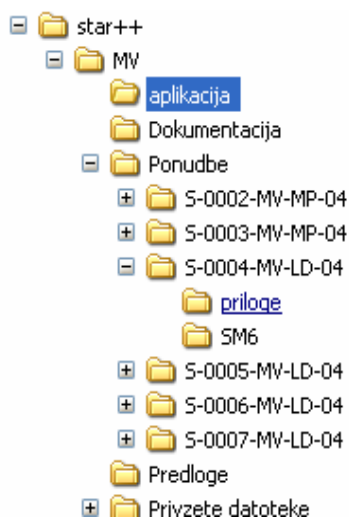 star++
MV
aplikacija
Dokumentacija
Ponudbe
S-0002-MV-MP-04
S-0003-MV-MP-04
S-0004-MV-LD-04
priloge
SM6
S-0005-MV-LD-04
S-0006-MV-LD-04
S-0007-MV-LD-04
Predloge
Privzete datoteke